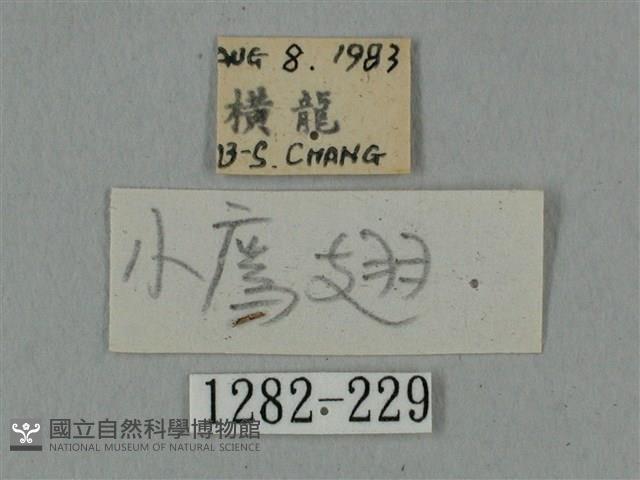 AUG 8. 1983
橫龍
B-S. CHANG
小鷹翅
1282-229
國立自然科學博物館
NATIONAL MUSEUM OF NATURAL SCIENCE